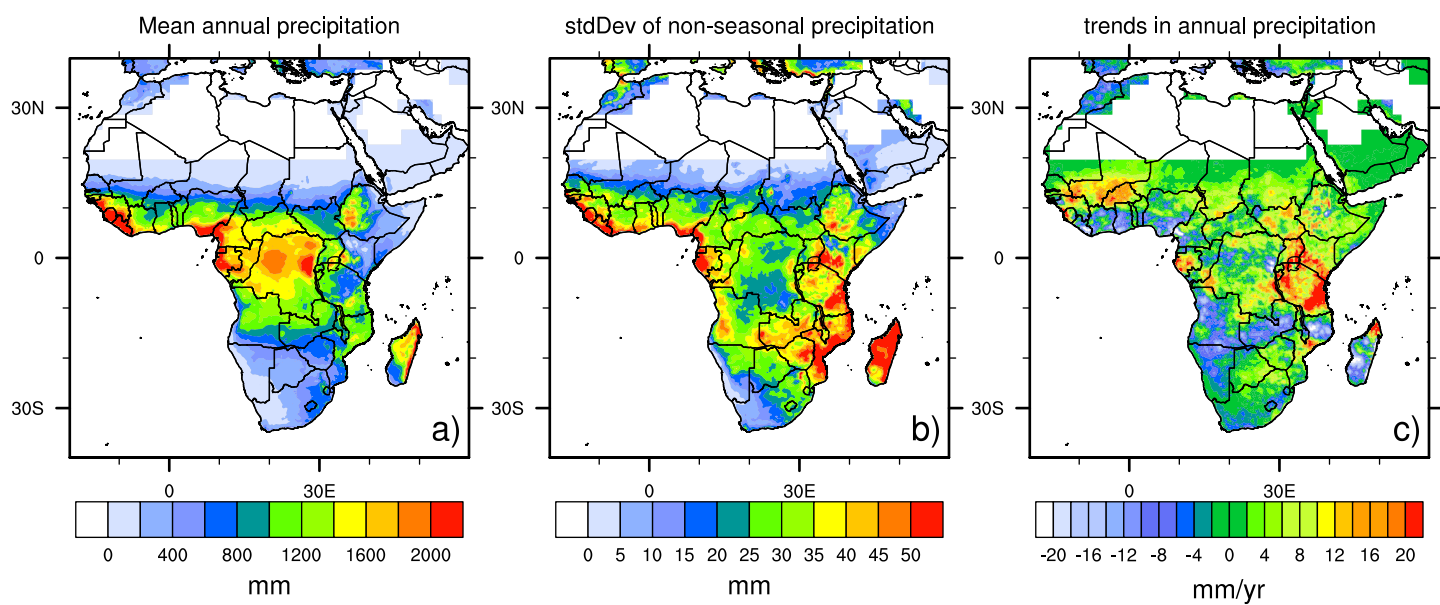 Mean annual precipitation
stdDev of non-seasonal precipitation
trends in annual precipitation
30N
0
30S
a)
0
30E
0
400
800
1200
1600
2000
mm
30N
0
30S
b)
0
30E
0
5
10
15
20
25
30
35
40
45
50
mm
30N
0
30S
c)
0
30E
-20
-16
-12
-8
-4
0
4
8
12
16
20
mm/yr